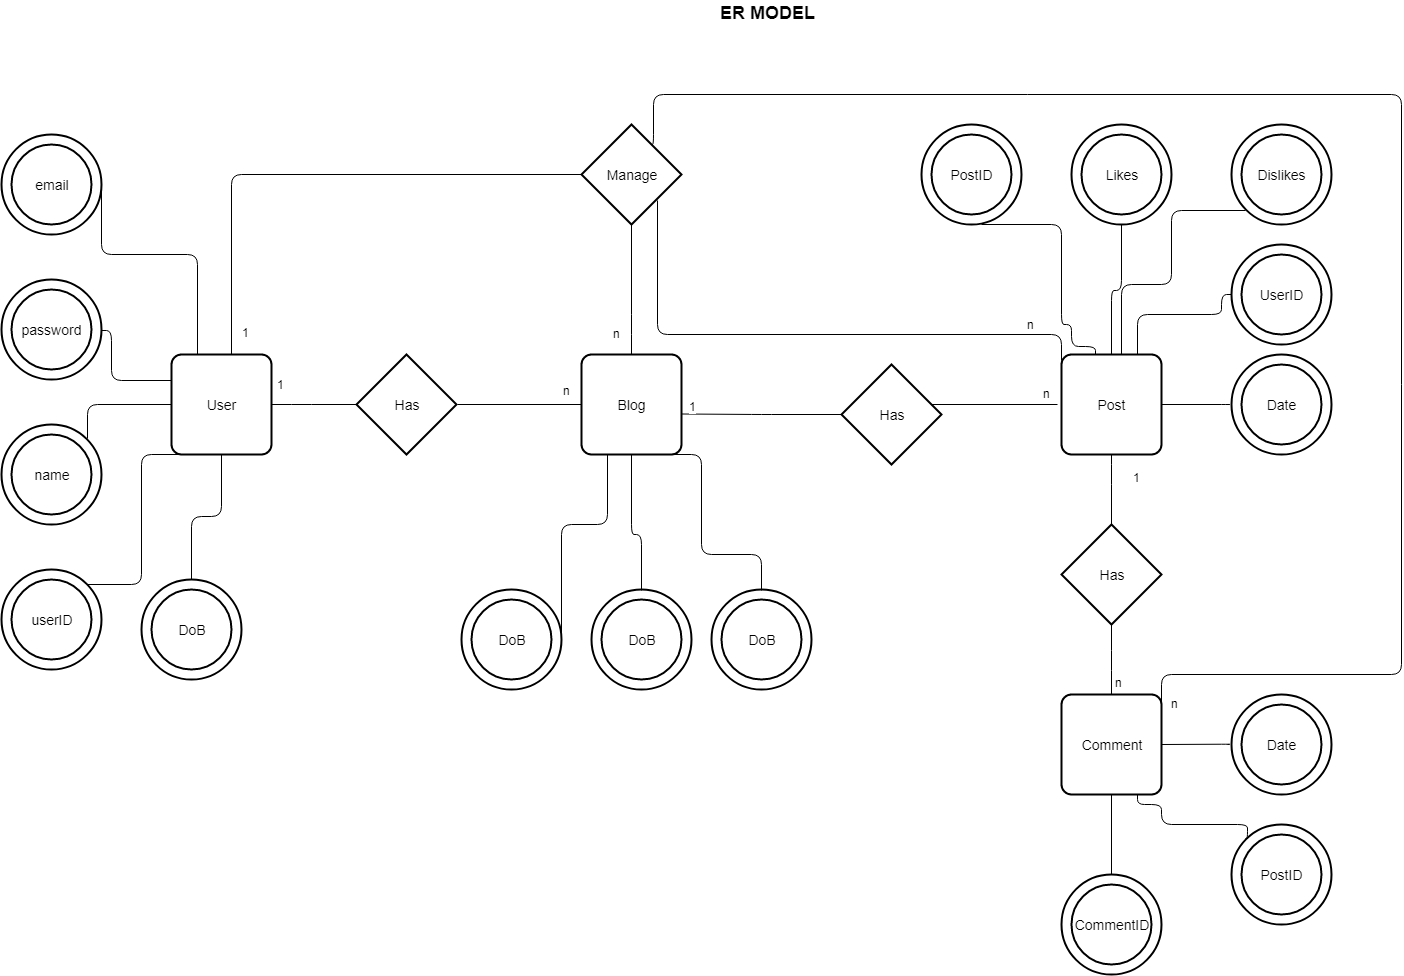 ER MODEL
email
Manage
PostID
Likes
Dislikes
UserID
password
1
n
n
User
1
Has
n
Blog
1
Has
n
Post
Date
name
1
userID
DoB
DoB
DoB
DoB
Has
n
n
Comment
Date
PostID
CommentID